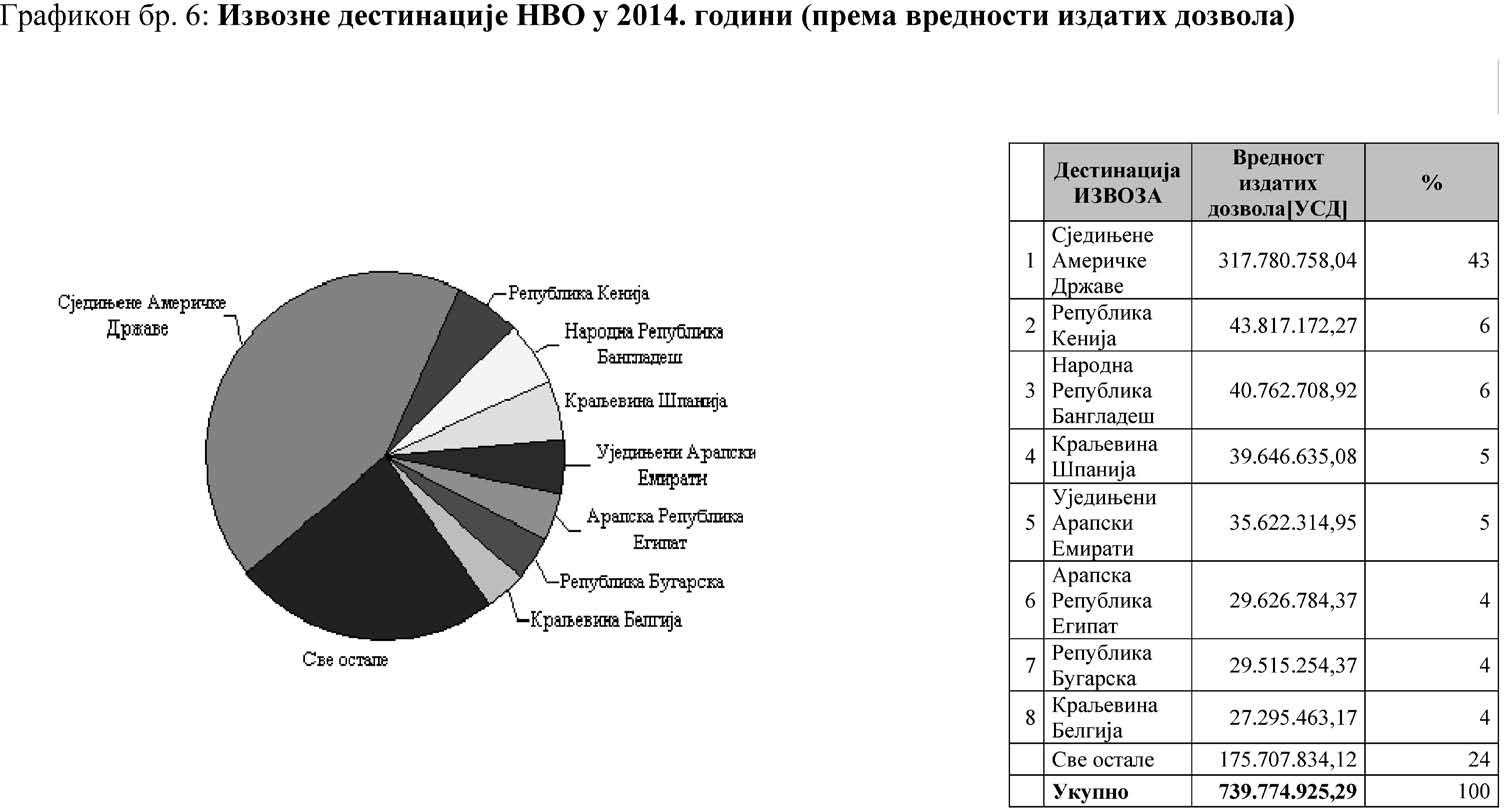 Графикон бр. 6: Извозне дестинације НВО у 2014. години (према вредности издатих дозвола)
Сједињене Америчке
Државе
Република Кенија
Народна Република
Бангладеш
Краљевина Шпанија
Уједињени Арапски
Емирати
Арапска Република
Египат
Република Бугарска
Краљевина Белгија
Све остале
Дестинација
ИЗВОЗА
Вредност
издатих
дозвола[УСД]
%
1
Сједињене
Америчке
Државе
317.780.758,04
43
2
Република
Кенија
43.817.172,27
6
3
Народна
Република
Бангладеш
40.762.708,92
6
4
Краљевина
Шпанија
39.646.635,08
5
5
Уједињени
Арапски
Емирати
35.622.314,95
5
6
Арапска
Република
Египат
29.626.784,37
4
7
Република
Бугарска
29.515.254,37
4
8
Краљевина
Белгија
27.295.463,17
4
Све остале
175.707.834,12
24
Укупно
739.774.925,29
100